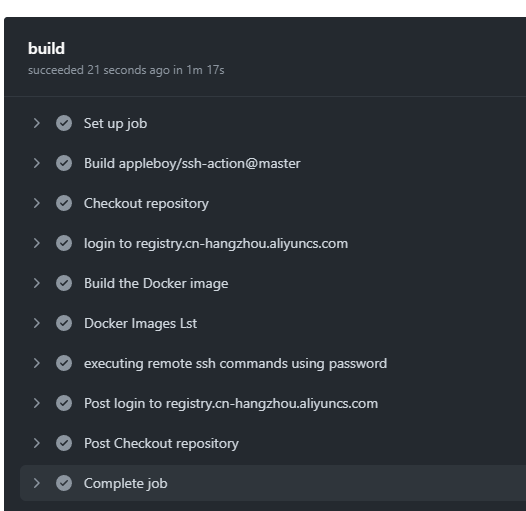 build
succeeded 21 seconds ago in 1m 17s
Set up job
Build appleboy/ssh-action@master
Checkout repository
login to registry.cn-hangzhou.aliyuncs.com
Build the Docker image
Docker Images Lst
executing remote ssh commands using password
Post login to registry.cn-hangzhou.aliyuncs.com
Post Checkout repository
Complete job